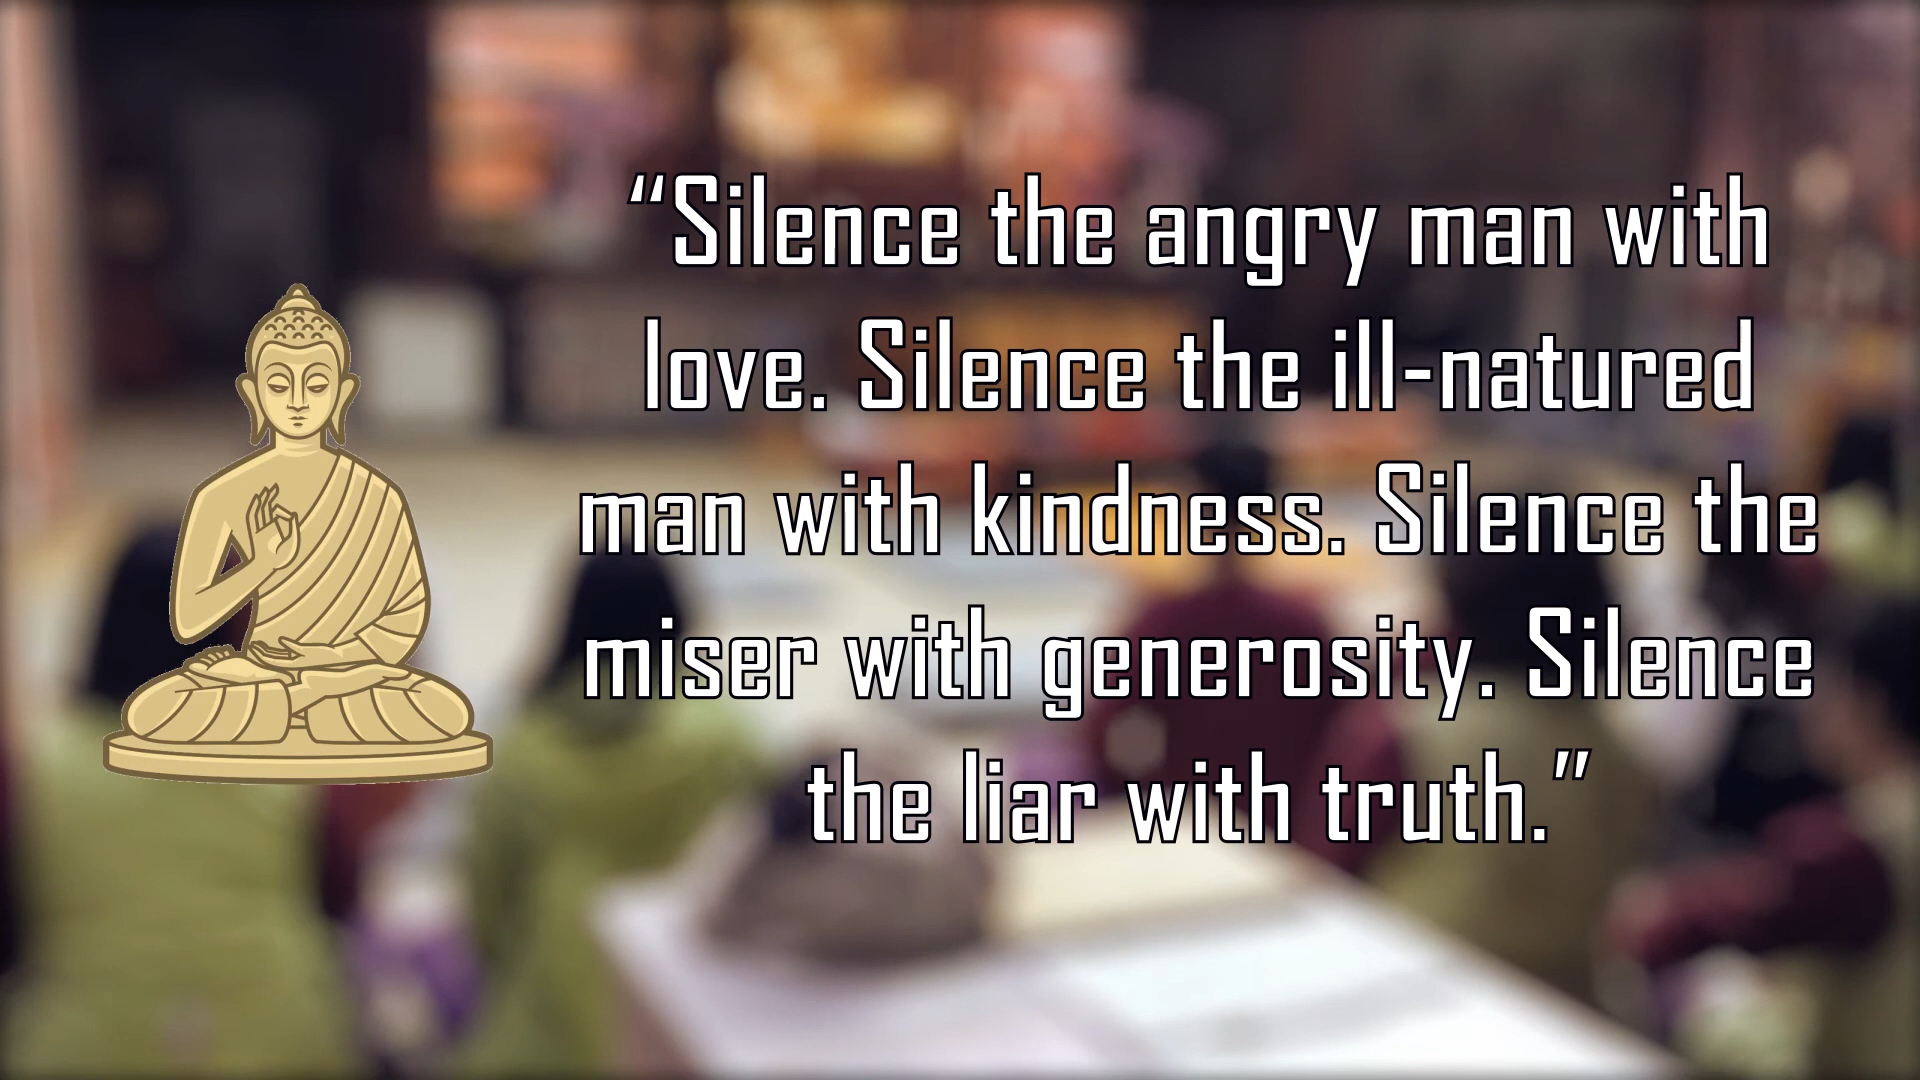 “Silence the angry man with
love. Silence the ill-natured
man with kindness. Silence the
miser with generosity. Silence
the liar with truth.”